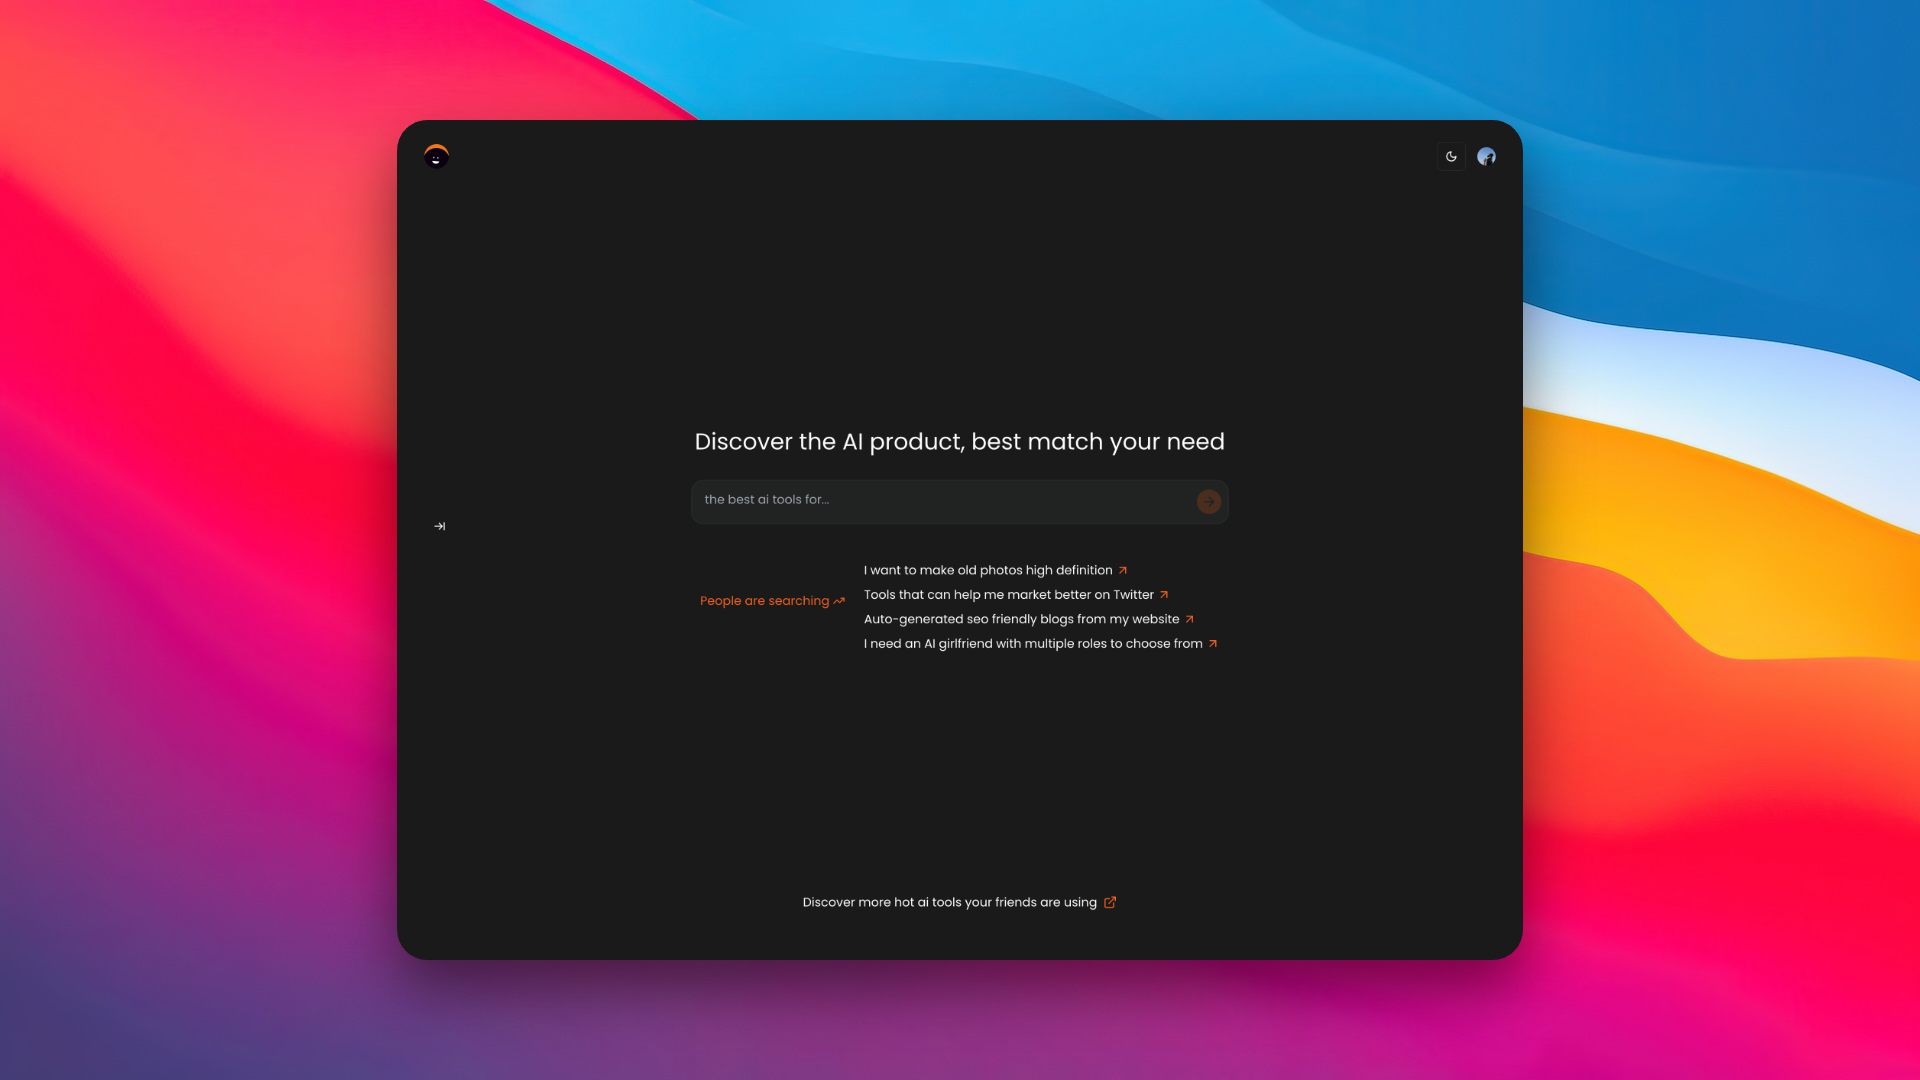 Discover the AI product, best match your need
the best ai tools for...
People are searching
I want to make old photos high definition
Tools that can help me market better on Twitter
Auto-generated seo friendly blogs from my website
I need an AI girlfriend with multiple roles to choose from
Discover more hot ai tools your friends are using